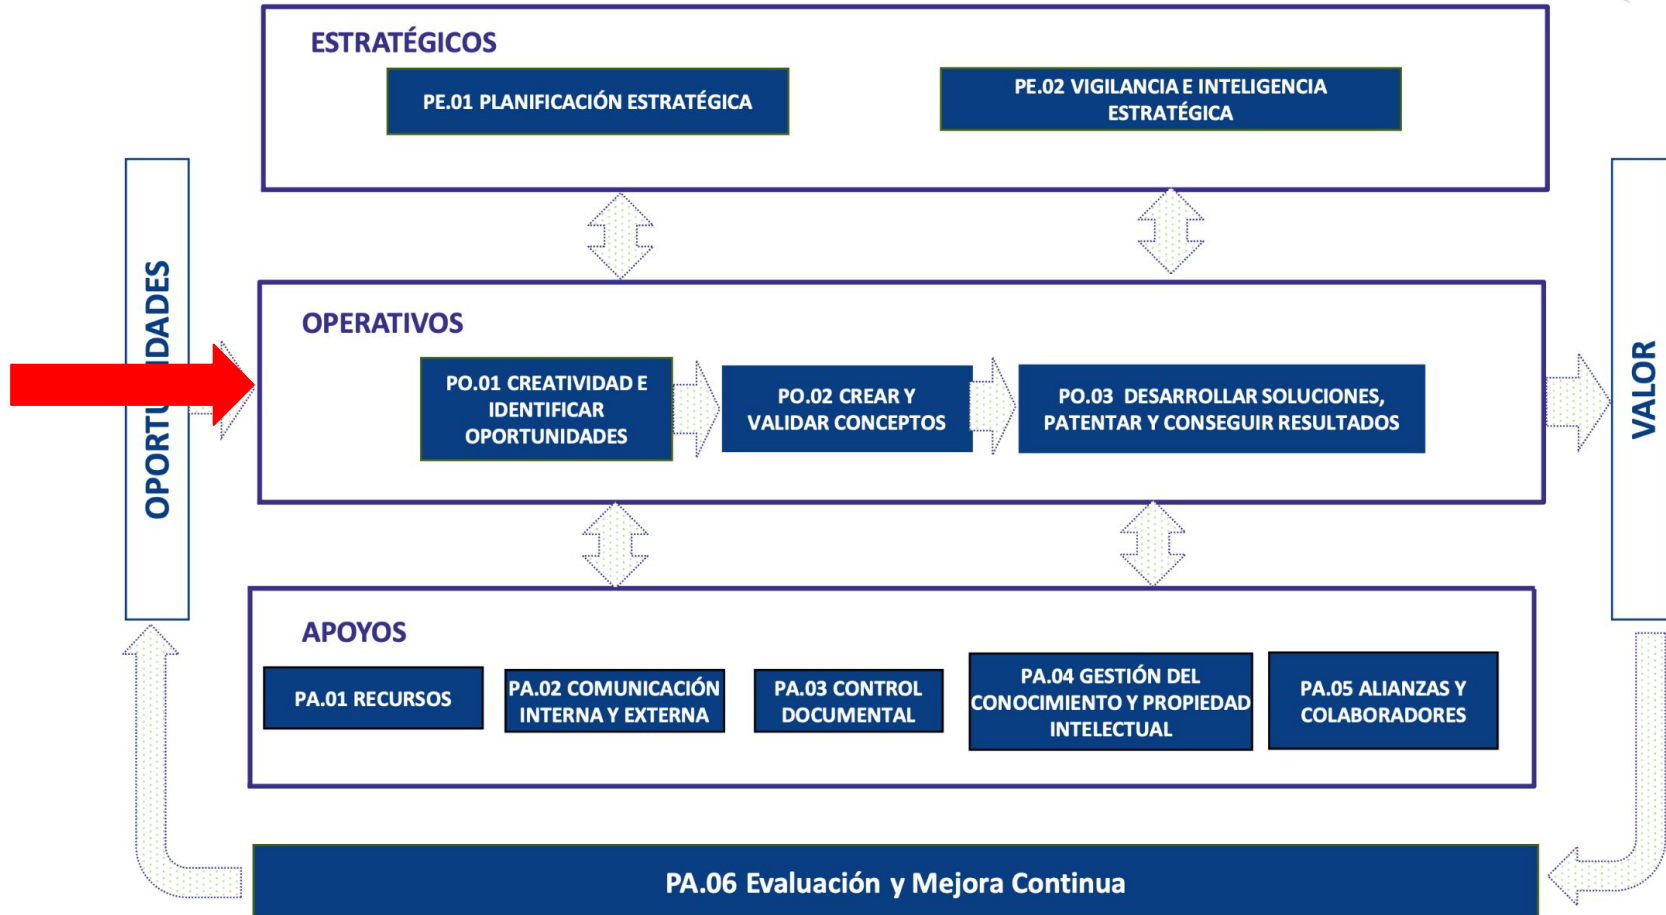 ESTRATÉGICOS
PE.01 PLANIFICACIÓN ESTRATÉGICA
PE.02 VIGILANCIA E INTELIGENCIA
ESTRATÉGICA
OPORTUNIDADES
OPERATIVOS
PO.01 CREATIVIDAD E
IDENTIFICAR
OPORTUNIDADES
PO.02 CREAR Y
VALIDAR CONCEPTOS
PO.03 DESARROLLAR SOLUCIONES,
PATENTAR Y CONSEGUIR RESULTADOS
VALOR
APOYOS
PA.01 RECURSOS
PA.02 COMUNICACIÓN
INTERNA Y EXTERNA
PA.03 CONTROL
DOCUMENTAL
PA.04 GESTIÓN DEL
CONOCIMIENTO Y PROPIEDAD
INTELECTUAL
PA.05 ALIANZAS Y
COLABORADORES
PA.06 Evaluación y Mejora Continua